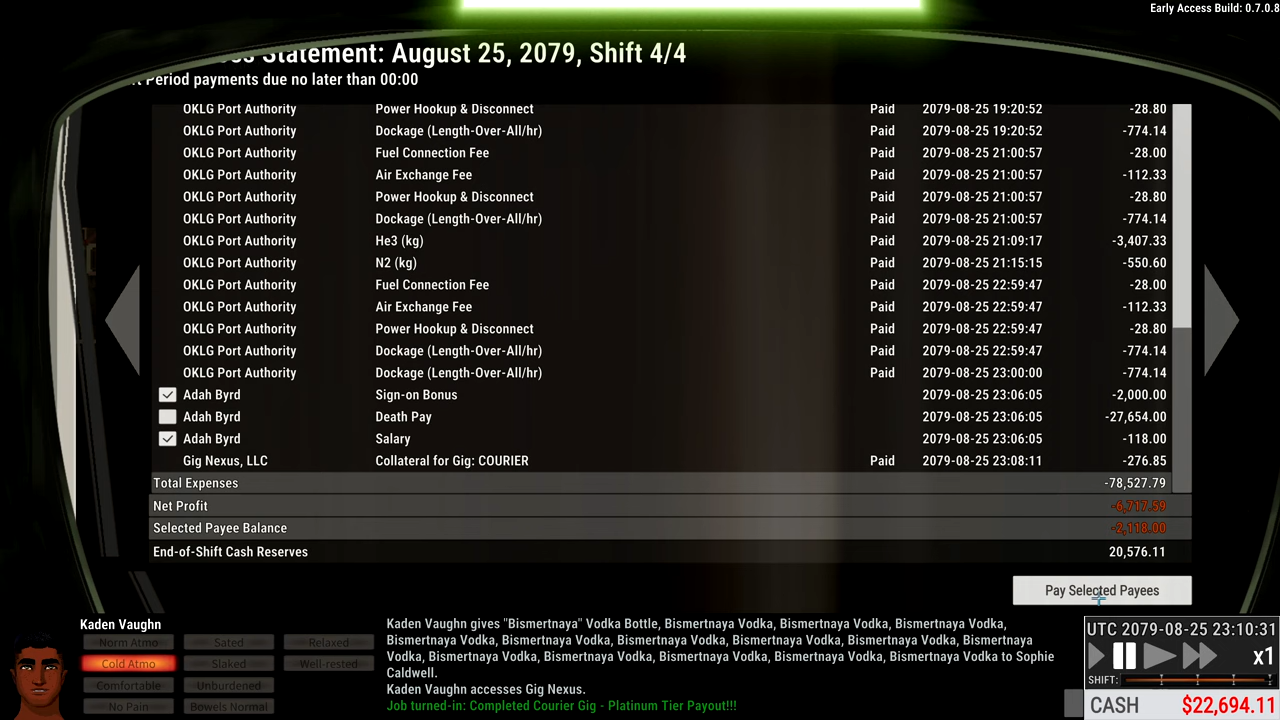 Early Access Build: 0.7.0.8
Statement: August 25, 2079, Shift 4/4
Period payments due no later than 00:00
OKLG Port Authority Power Hookup & Disconnect Paid 2079-08-25 19:20:52 -28.80
OKLG Port Authority Dockage (Length-Over-All/hr) Paid 2079-08-25 19:20:52 -774.14
OKLG Port Authority Fuel Connection Fee Paid 2079-08-25 21:00:57 -28.00
OKLG Port Authority Air Exchange Fee Paid 2079-08-25 21:00:57 -112.33
OKLG Port Authority Power Hookup & Disconnect Paid 2079-08-25 21:00:57 -28.80
OKLG Port Authority Dockage (Length-Over-All/hr) Paid 2079-08-25 21:00:57 -774.14
OKLG Port Authority He3 (kg) Paid 2079-08-25 21:09:17 -3,407.33
OKLG Port Authority N2 (kg) Paid 2079-08-25 21:15:15 -550.60
OKLG Port Authority Fuel Connection Fee Paid 2079-08-25 22:59:47 -28.00
OKLG Port Authority Air Exchange Fee Paid 2079-08-25 22:59:47 -112.33
OKLG Port Authority Power Hookup & Disconnect Paid 2079-08-25 22:59:47 -28.80
OKLG Port Authority Dockage (Length-Over-All/hr) Paid 2079-08-25 22:59:47 -774.14
OKLG Port Authority Dockage (Length-Over-All/hr) Paid 2079-08-25 23:00:00 -774.14
Adah Byrd Sign-on Bonus 2079-08-25 23:06:05 -2,000.00
Adah Byrd Death Pay 2079-08-25 23:06:05 -27,654.00
Adah Byrd Salary 2079-08-25 23:06:05 -118.00
Gig Nexus, LLC Collateral for Gig: COURIER Paid 2079-08-25 23:08:11 -276.85
Total Expenses -78,527.79
Net Profit -6,717.59
Selected Payee Balance -2,118.00
End-of-Shift Cash Reserves 20,576.11
Pay Selected Payees
Kaden Vaughn
Norm Atmo Sated Relaxed
Cold Atmo Slaked Well-rested
Comfortable Unburdened
No Pain Bowels Normal
Kaden Vaughn gives "Bismertnaya" Vodka Bottle, Bismertnaya Vodka, Bismertnaya Vodka, Bismertnaya Vodka,
Bismertnaya Vodka, Bismertnaya Vodka, Bismertnaya Vodka, Bismertnaya Vodka, Bismertnaya Vodka, Bismertnaya
Vodka, Bismertnaya Vodka, Bismertnaya Vodka, Bismertnaya Vodka, Bismertnaya Vodka, Bismertnaya Vodka to Sophie
Caldwell.
Kaden Vaughn accesses Gig Nexus.
Job turned-in: Completed Courier Gig - Platinum Tier Payout!!!
UTC 2079-08-25 23:10:31
x1
SHIFT:
CASH $22,694.11